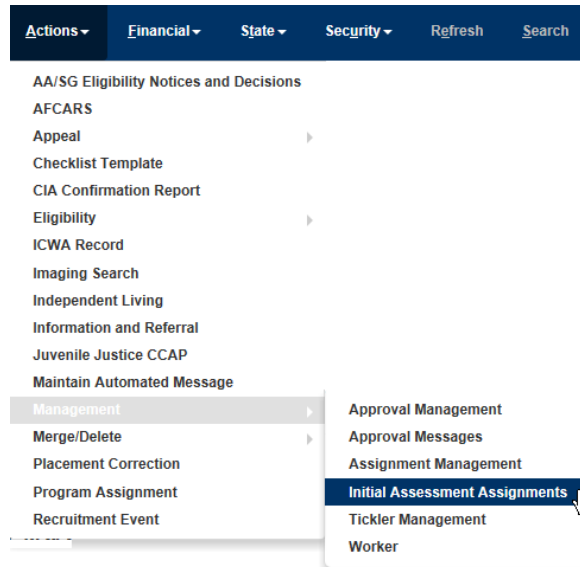 Actions Financial State Security Refresh Search
AA/SG Eligibility Notices and Decisions
AFCARS
Appeal
Checklist Template
CIA Confirmation Report
Eligibility
ICWA Record
Imaging Search
Independent Living
Information and Referral
Juvenile Justice CCAP
Maintain Automated Message
Management
Merge/Delete
Placement Correction
Program Assignment
Recruitment Event
Approval Management
Approval Messages
Assignment Management
Initial Assessment Assignments
Tickler Management
Worker